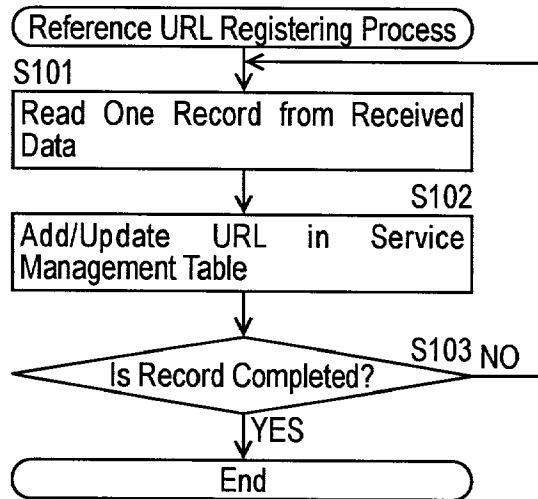 Reference URL Registering Process
S101
Read One Record from Received
Data
S102
Add/Update URL in Service
Management Table
S103 NO
Is Record Completed?
YES
End